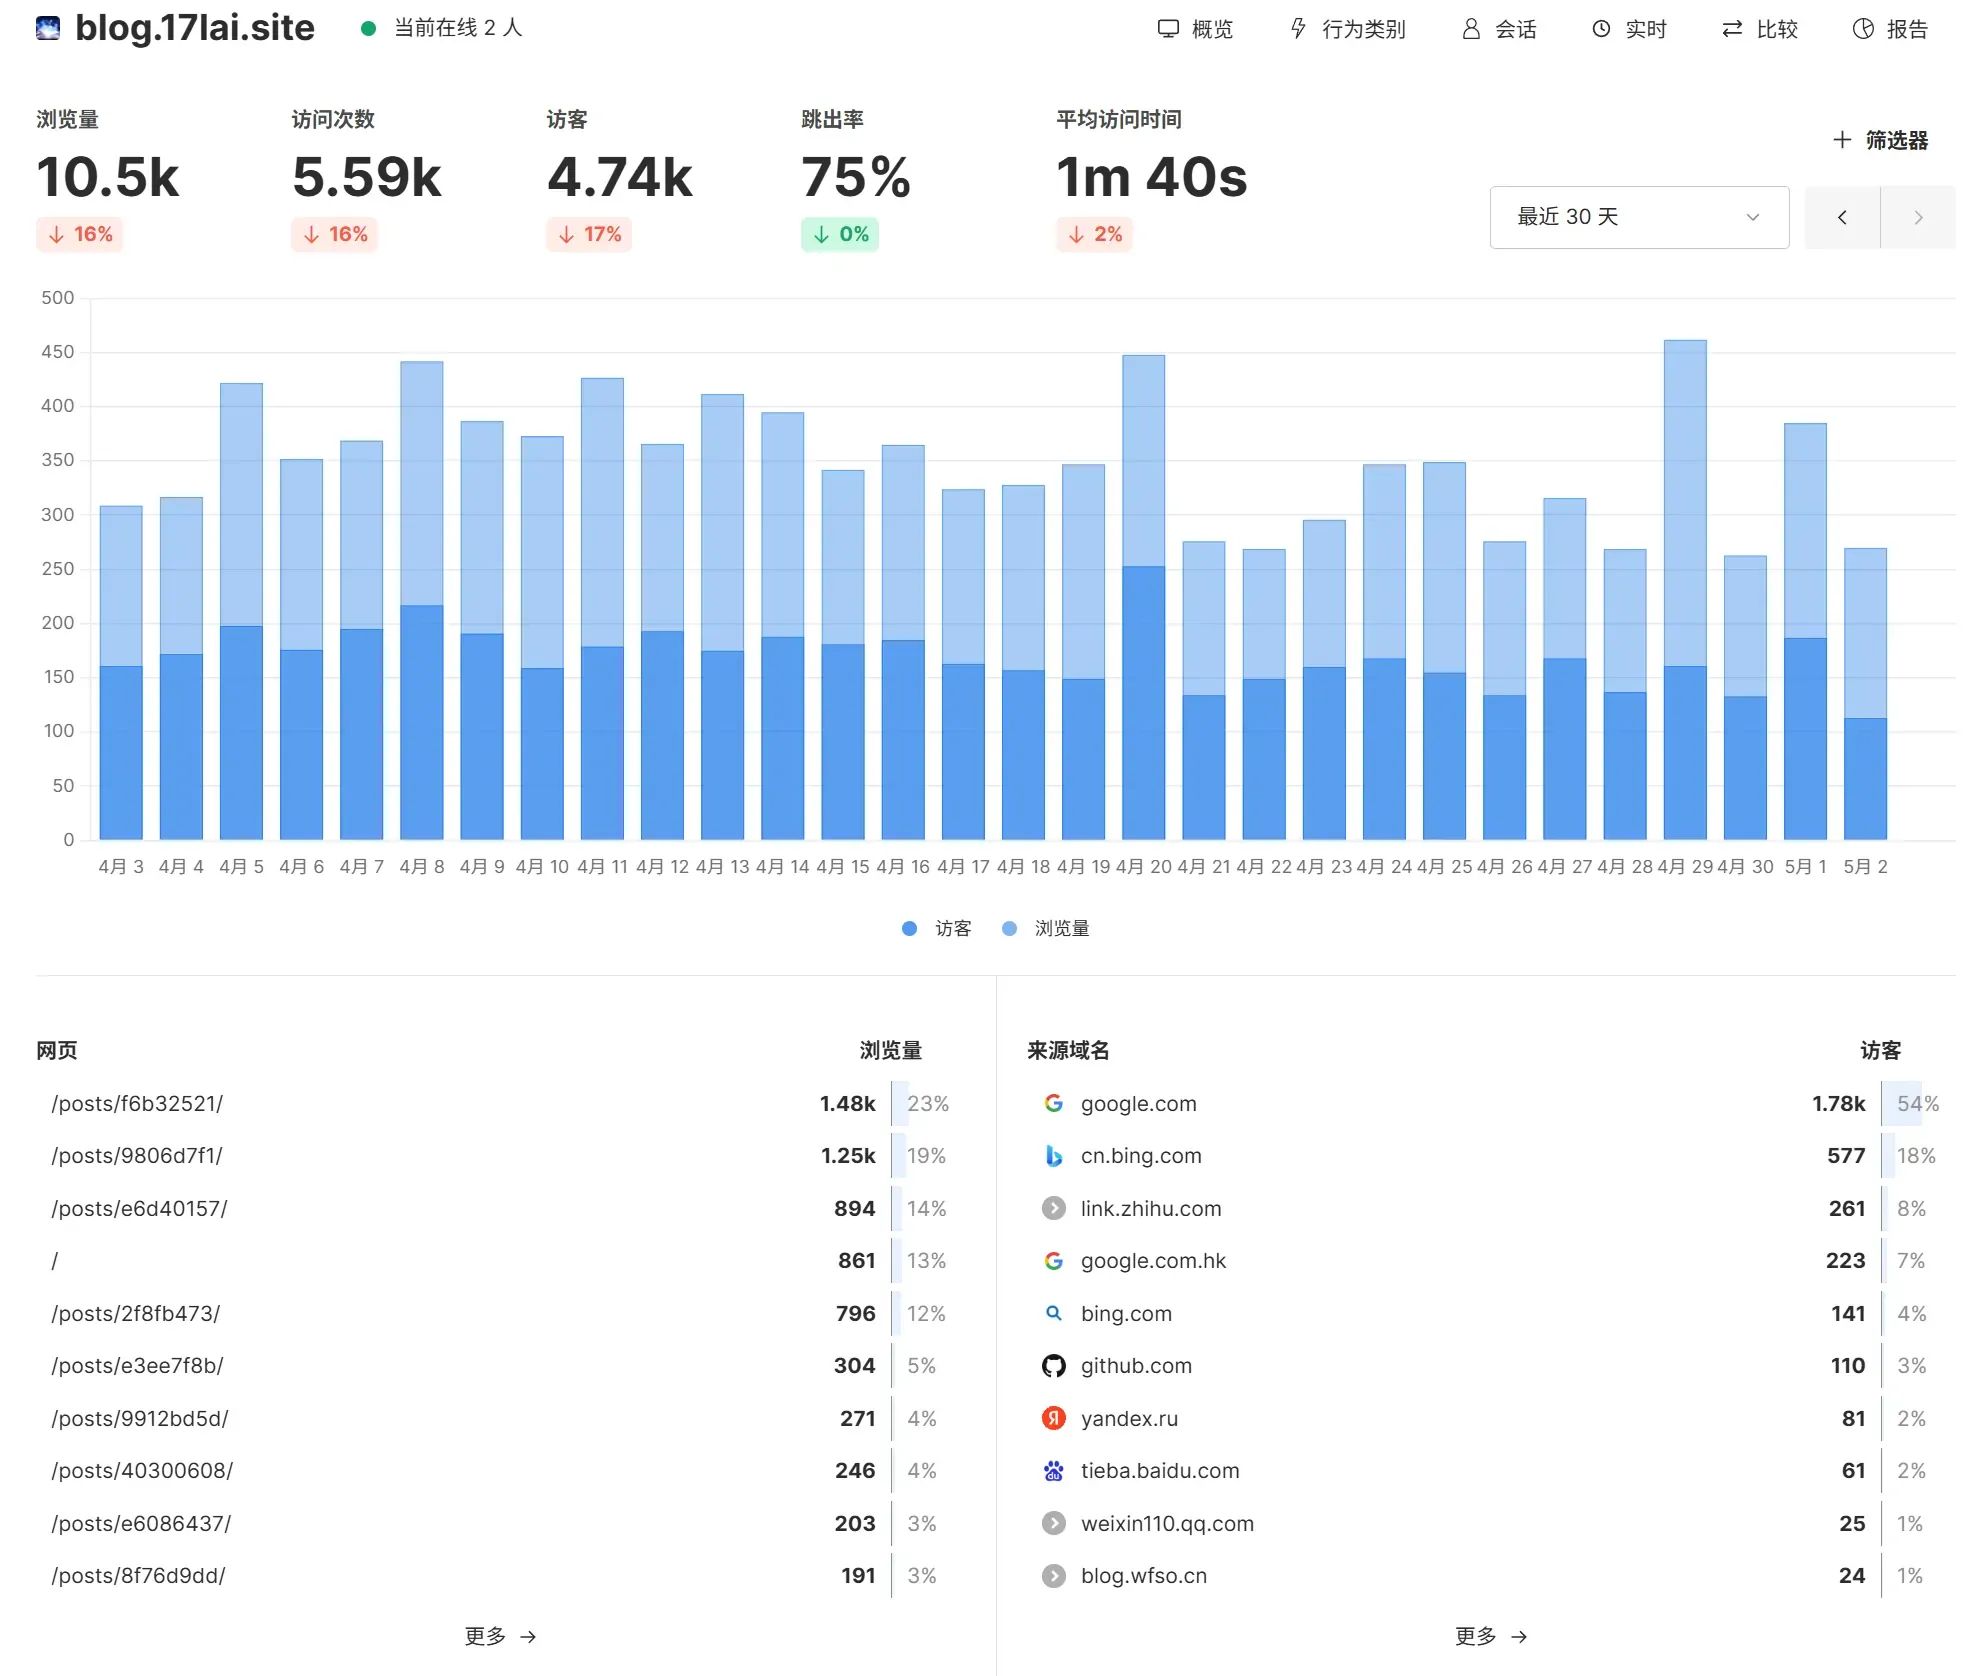 blog.17lai.site
当前在线 2 人
概览
行为类别
会话
实时
比较
报告
浏览量
10.5k
16%
访问次数
5.59k
16%
访客
4.74k
17%
跳出率
75%
0%
平均访问时间
1m 40s
2%
筛选器
最近 30 天
500
450
400
350
300
250
200
150
100
50
0
4月 3 4月 4 4月 5 4月 6 4月 7 4月 8 4月 9 4月 10 4月 11 4月 12 4月 13 4月 14 4月 15 4月 16 4月 17 4月 18 4月 19 4月 20 4月 21 4月 22 4月 23 4月 24 4月 25 4月 26 4月 27 4月 28 4月 29 4月 30 5月 1 5月 2
访客 浏览量
网页 浏览量
/posts/f6b32521/ 1.48k 23%
/posts/9806d7f1/ 1.25k 19%
/posts/e6d40157/ 894 14%
/ 861 13%
/posts/2f8fb473/ 796 12%
/posts/e3ee7f8b/ 304 5%
/posts/9912bd5d/ 271 4%
/posts/40300608/ 246 4%
/posts/e6086437/ 203 3%
/posts/8f76d9dd/ 191 3%
更多
来源域名 访客
google.com 1.78k 54%
cn.bing.com 577 18%
link.zhihu.com 261 8%
google.com.hk 223 7%
bing.com 141 4%
github.com 110 3%
yandex.ru 81 2%
tieba.baidu.com 61 2%
weixin110.qq.com 25 1%
blog.wfso.cn 24 1%
更多